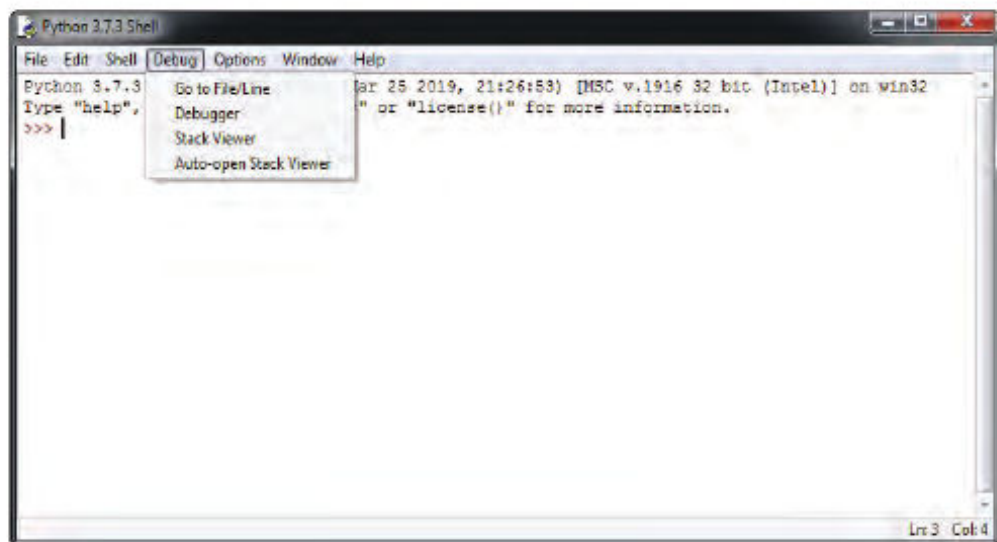 Python 3.7.3 Shell
File Edit Shell Debug Options Window Help
Python 3.7.3 ar 25 2019, 21:26:53) [MSC v.1916 32 bit (Intel)] on win32
Type "help", " or "license()" for more information.
>>>
Go to File/Line
Debugger
Stack Viewer
Auto-open Stack Viewer
Ln: 3 Col: 4